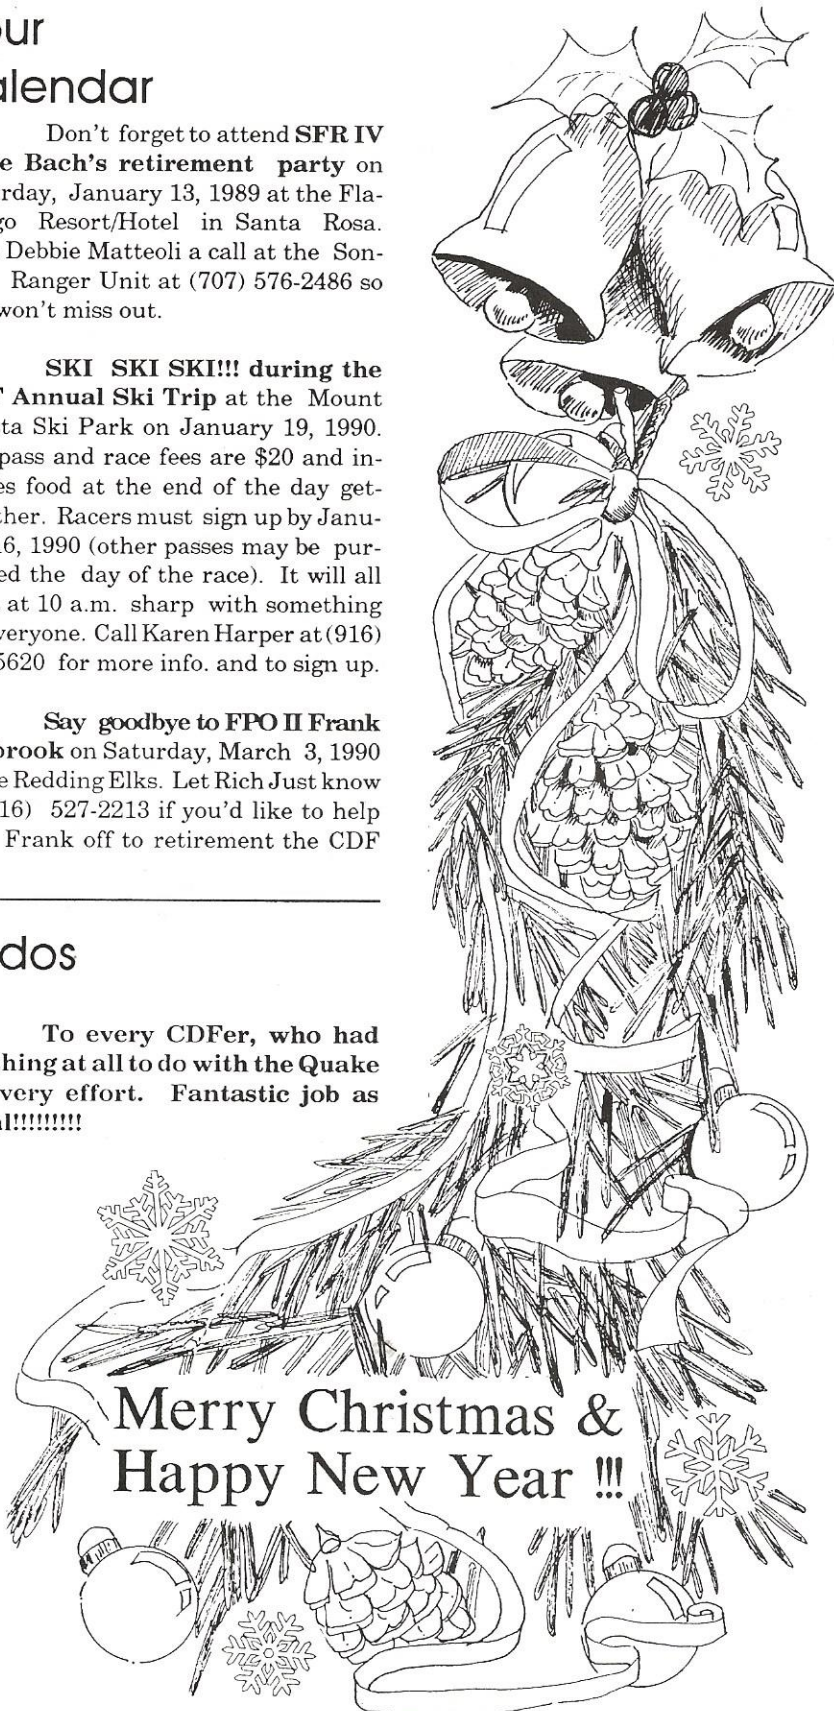 our
alendar
Don't forget to attend SFR IV
e Bach's retirement party on
rday, January 13, 1989 at the Fla-
go Resort/Hotel in Santa Rosa.
Debbie Matteoli a call at the Son-
Ranger Unit at (707) 576-2486 so
won't miss out.
SKI SKI SKI!!! during the
Annual Ski Trip at the Mount
ta Ski Park on January 19, 1990.
pass and race fees are $20 and in-
es food at the end of the day get-
ther. Racers must sign up by Janu-
6, 1990 (other passes may be pur-
ed the day of the race). It will all
at 10 a.m. sharp with something
veryone. Call Karen Harper at (916)
5620 for more info. and to sign up.
Say goodbye to FPO II Frank
brook on Saturday, March 3, 1990
e Redding Elks. Let Rich Just know
16) 527-2213 if you'd like to help
Frank off to retirement the CDF
dos
To every CDFer, who had
hing at all to do with the Quake
very effort. Fantastic job as
al!!!!!!!!!
Merry Christmas &
Happy New Year !!!